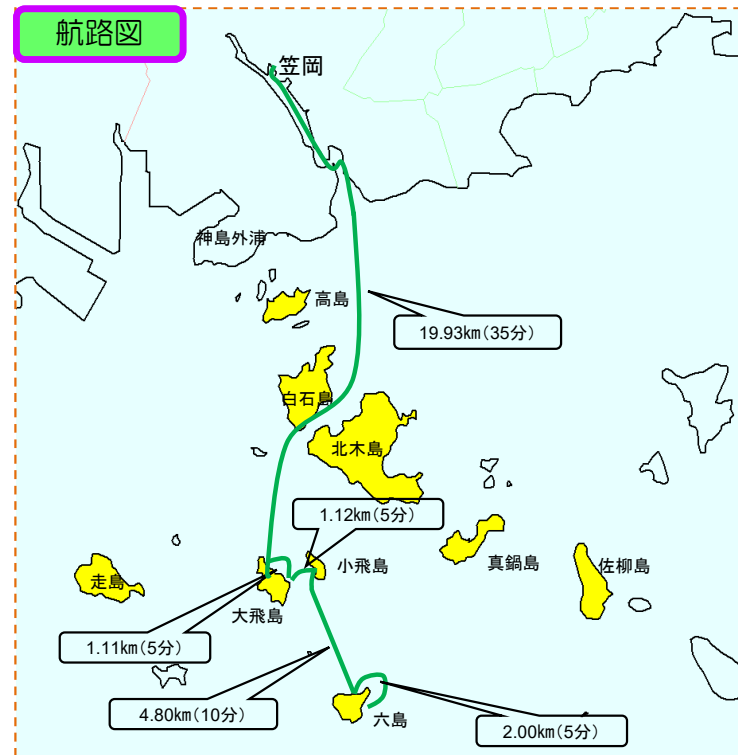 航路図
笠岡
神島外浦
高島
19.93km(35分)
白石島
北木島
1.12km(5分)
小飛島
真鍋島
佐柳島
走島
大飛島
1.11km(5分)
4.80km(10分)
六島
2.00km(5分)